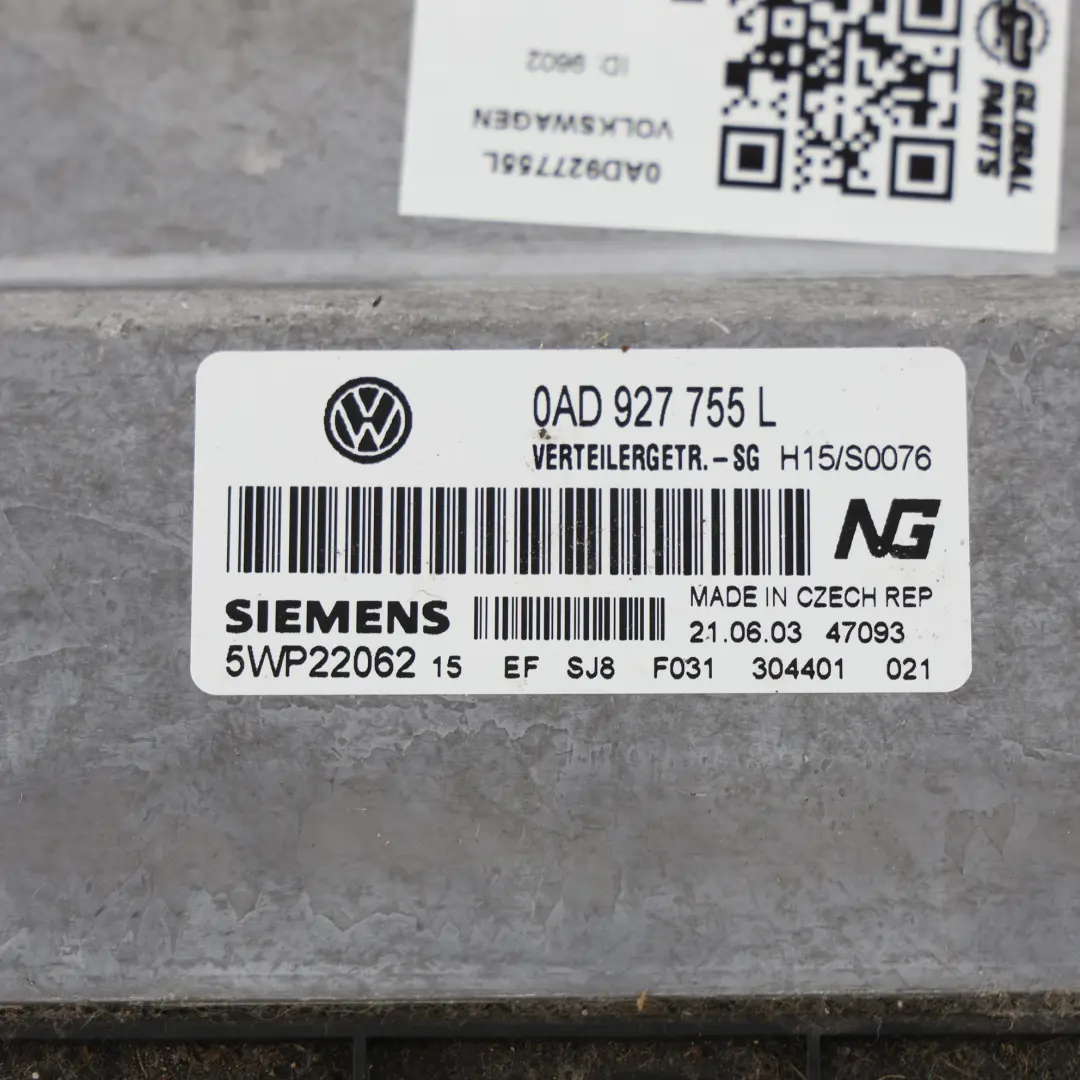 ID: 9602
VOLKSWAGEN
0AD927755L
GLOBAL
PARTS
0AD 927 755 L
VERTEILERGETR.-SG H15/S0076
NG
SIEMENS
MADE IN CZECH REP
21.06.03 47093
5WP22062 15 EF SJ8 F031 304401 021